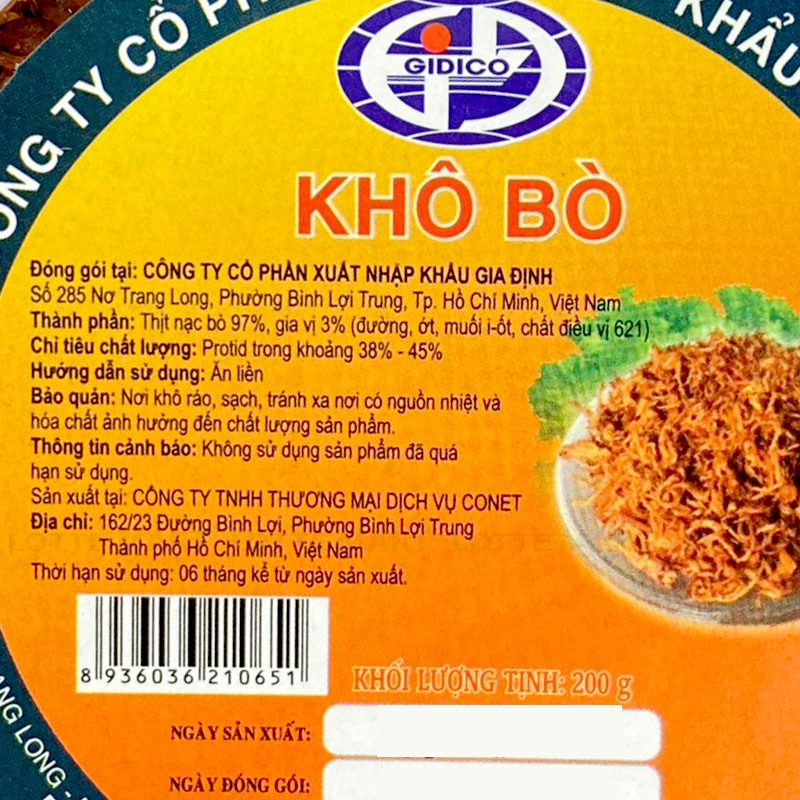 CÔNG TY CỔ PH
KHẨU
GIDICO
KHÔ BÒ
Đóng gói tại: CÔNG TY CỔ PHẦN XUẤT NHẬP KHẨU GIA ĐỊNH
Số 285 Nơ Trang Long, Phường Bình Lợi Trung, Tp. Hồ Chí Minh, Việt Nam
Thành phần: Thịt nạc bò 97%, gia vị 3% (đường, ớt, muối i-ốt, chất điều vị 621)
Chỉ tiêu chất lượng: Protid trong khoảng 38% - 45%
Hướng dẫn sử dụng: Ăn liền
Bảo quản: Nơi khô ráo, sạch, tránh xa nơi có nguồn nhiệt và
hóa chất ảnh hưởng đến chất lượng sản phẩm.
Thông tin cảnh báo: Không sử dụng sản phẩm đã quá
hạn sử dụng.
Sản xuất tại: CÔNG TY TNHH THƯƠNG MẠI DỊCH VỤ CONET
Địa chỉ: 162/23 Đường Bình Lợi, Phường Bình Lợi Trung
Thành phố Hồ Chí Minh, Việt Nam
Thời hạn sử dụng: 06 tháng kể từ ngày sản xuất.
8 936036 210651
KHỐI LƯỢNG TỊNH: 200 g
NGÀY SẢN XUẤT:
NGÀY ĐÓNG GÓI:
ANG LONG -